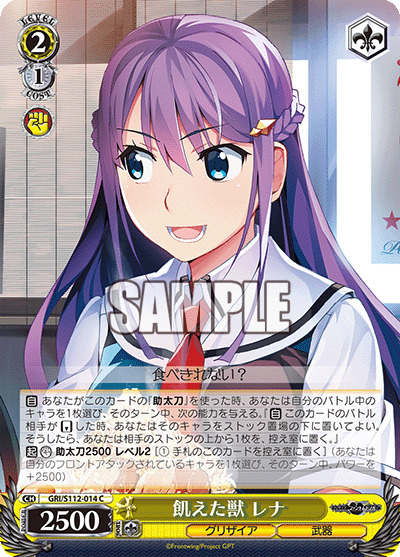 LEVEL
2
1
COST
SAMPLE
食べきれない?
【自】 あなたがこのカードの「助太刀」を使った時、あなたは自分のバトル中の
キャラを1枚選び、そのターン中、次の能力を与える。『【自】 このカードのバトル
相手が【リバース】した時、あなたはそのキャラをストック置場の下に置いてよい。
そうしたら、あなたは相手のストックの上から1枚を、控え室に置く。』
【起】 助太刀2500 レベル2 [① 手札のこのカードを控え室に置く] (あなたは
自分のフロントアタックされているキャラを1枚選び、そのターン中、パワーを
+2500)
CH GRI/S112-014 C
POWER
2500
SOUL
飢えた獣 レナ
グリザイア 武器
©Frontwing/Project GPT